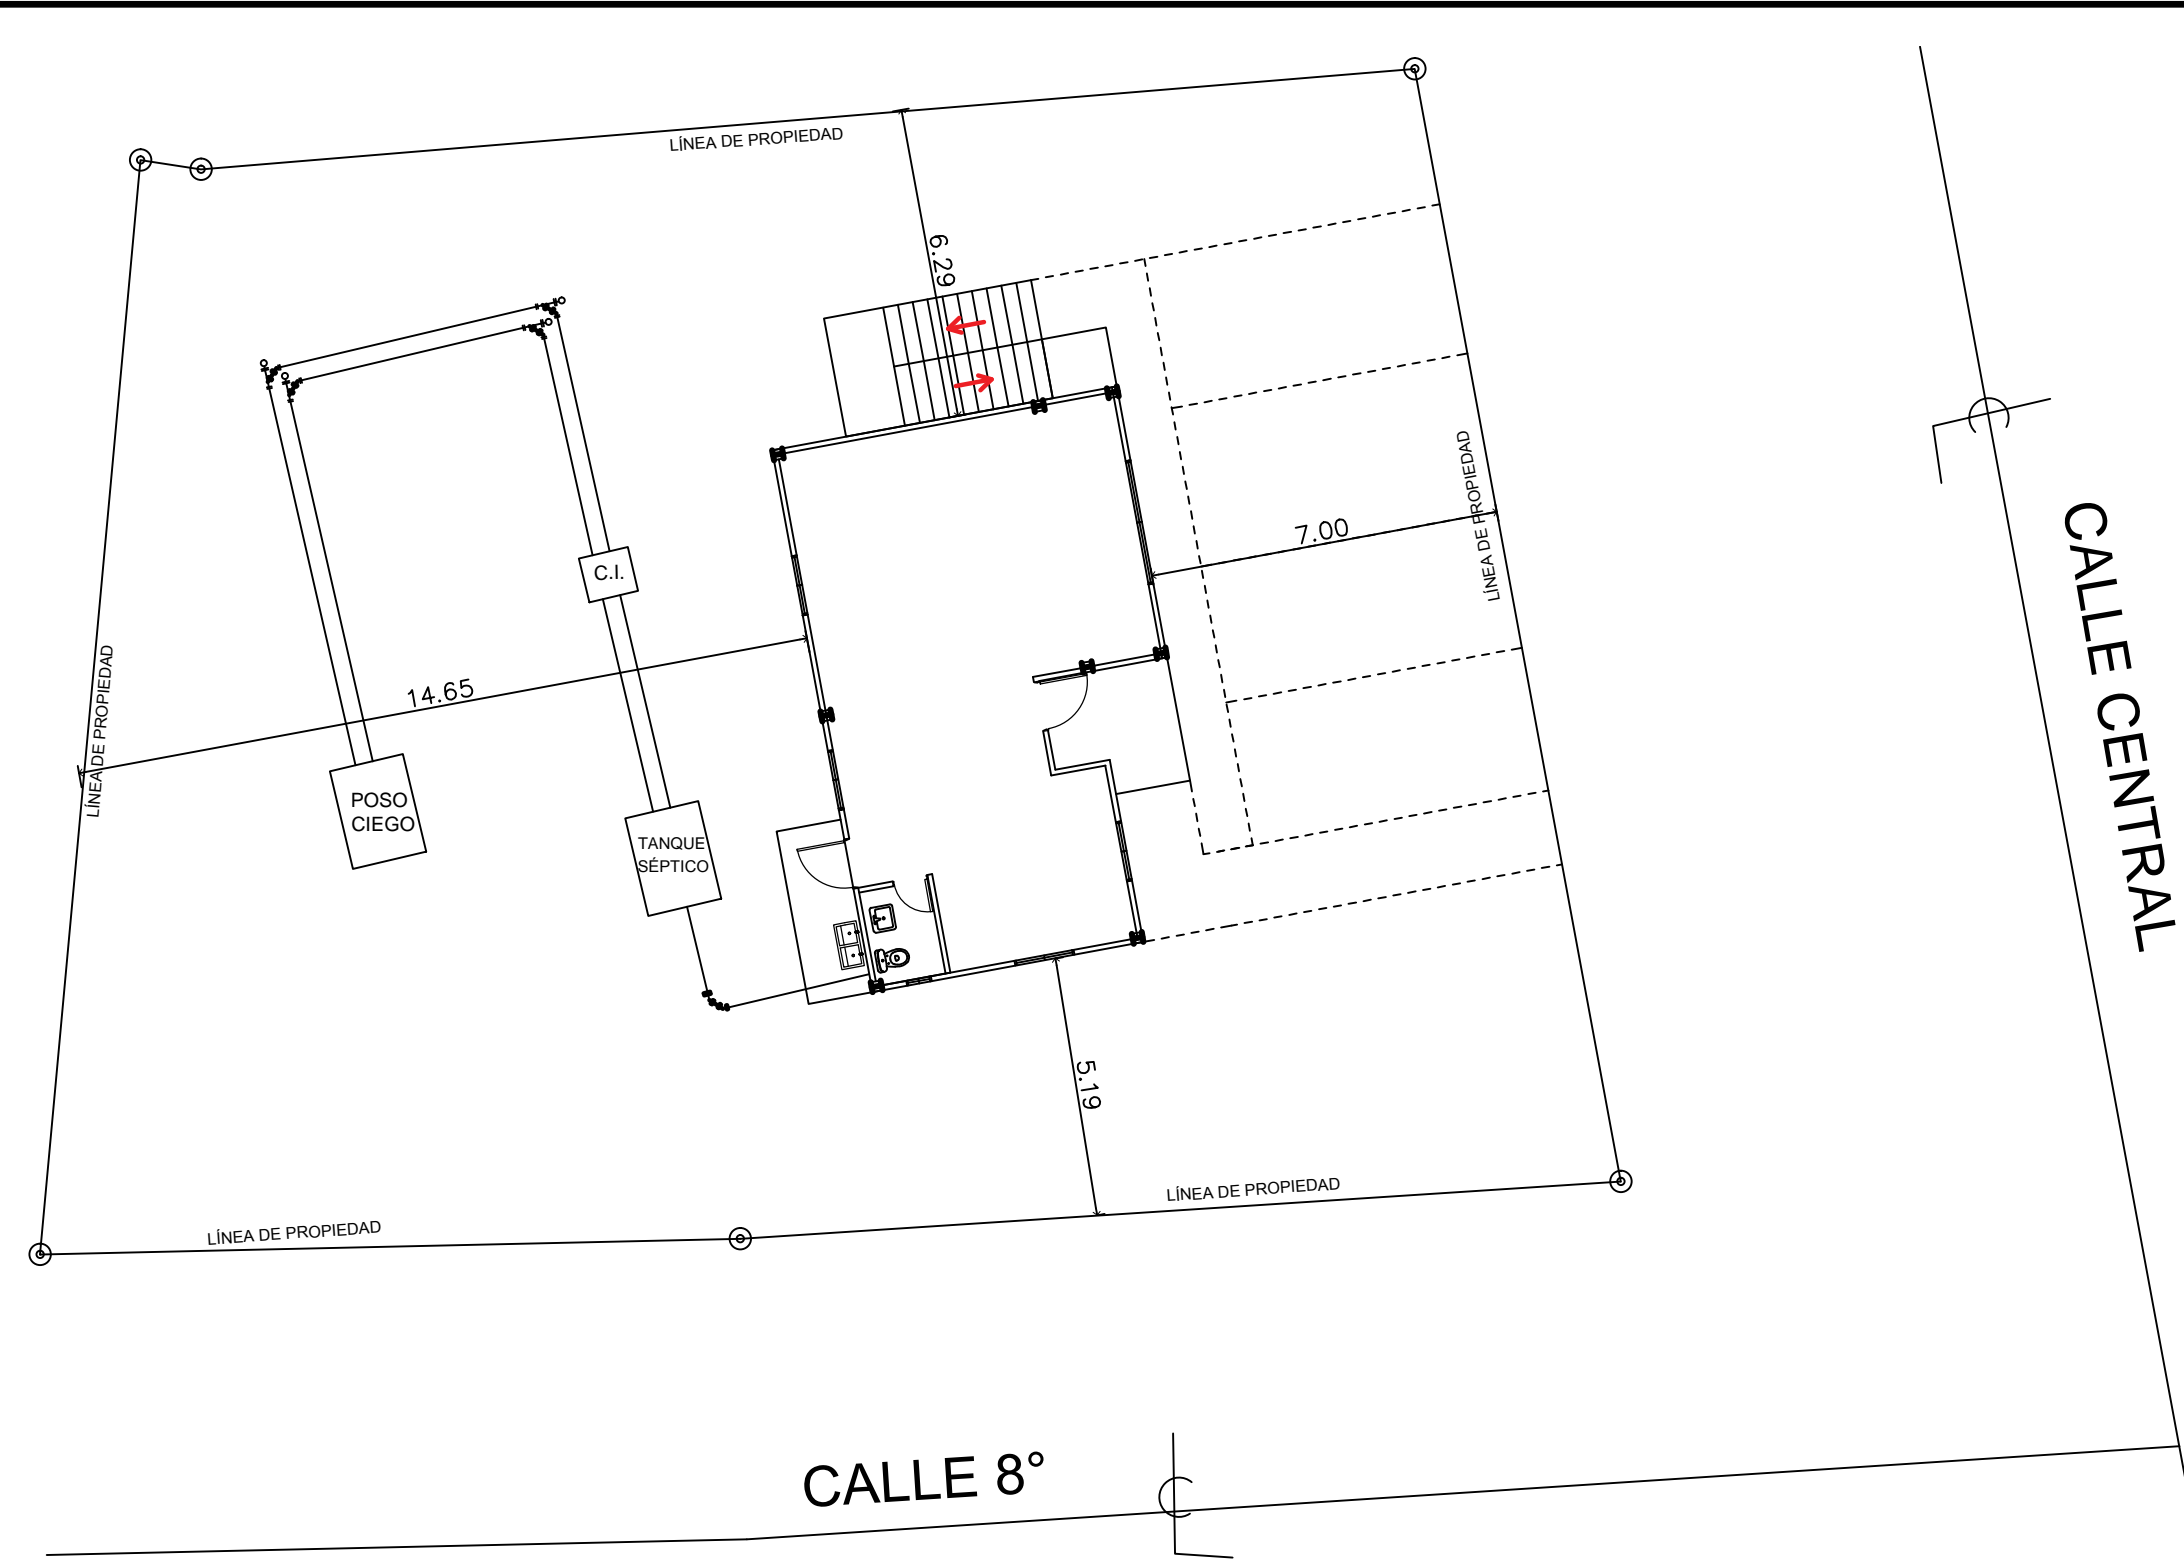 LÍNEA DE PROPIEDAD
6.29
7.00
LÍNEA DE PROPIEDAD
CALLE CENTRAL
C.I.
14.65
LÍNEA DE PROPIEDAD
POSO
CIEGO
TANQUE
SÉPTICO
5.19
LÍNEA DE PROPIEDAD
LÍNEA DE PROPIEDAD
CALLE 8°